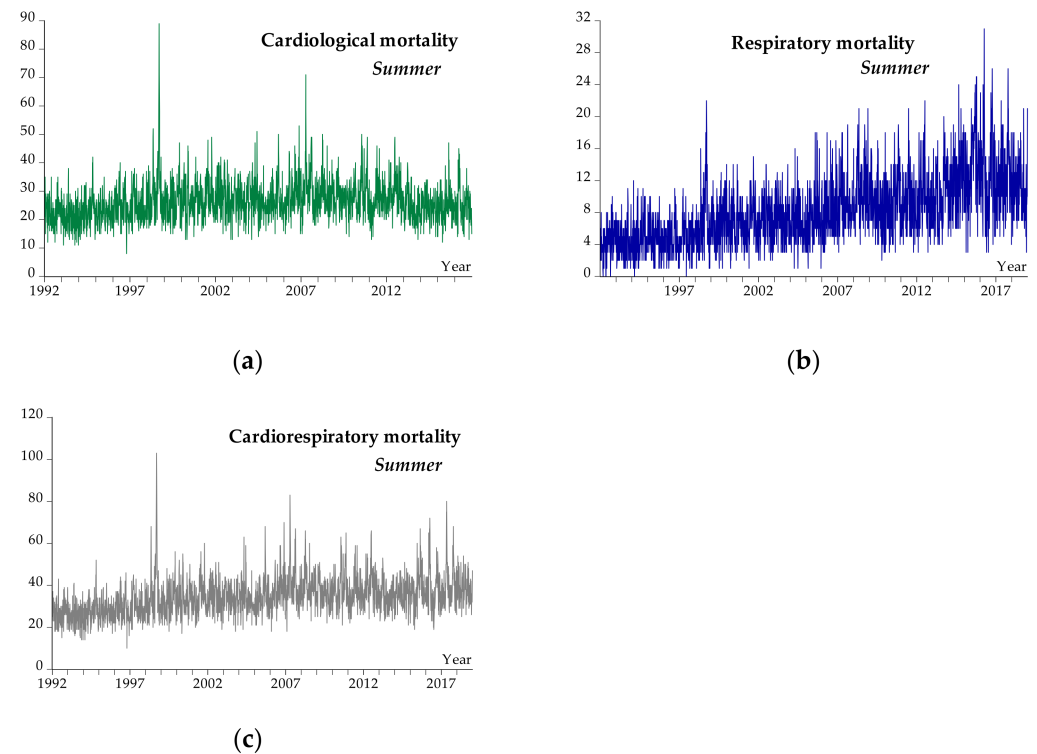 90
80
70
60
50
40
30
20
10
0
Cardiological mortality
Summer
Year
1992 1997 2002 2007 2012
(a)
32
28
24
20
16
12
8
4
0
Respiratory mortality
Summer
Year
1997 2002 2007 2012 2017
(b)
120
100
80
60
40
20
0
Cardiorespiratory mortality
Summer
Year
1992 1997 2002 2007 2012 2017
(c)